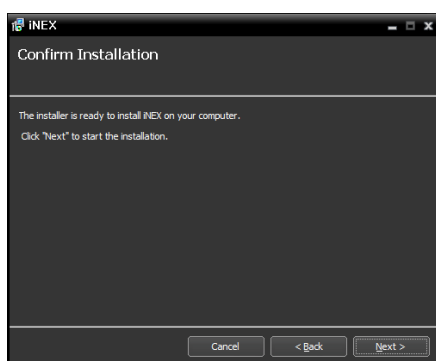 iNEX
Confirm Installation
The installer is ready to install iNEX on your computer.
Click "Next" to start the installation.
Cancel
< Back
Next >